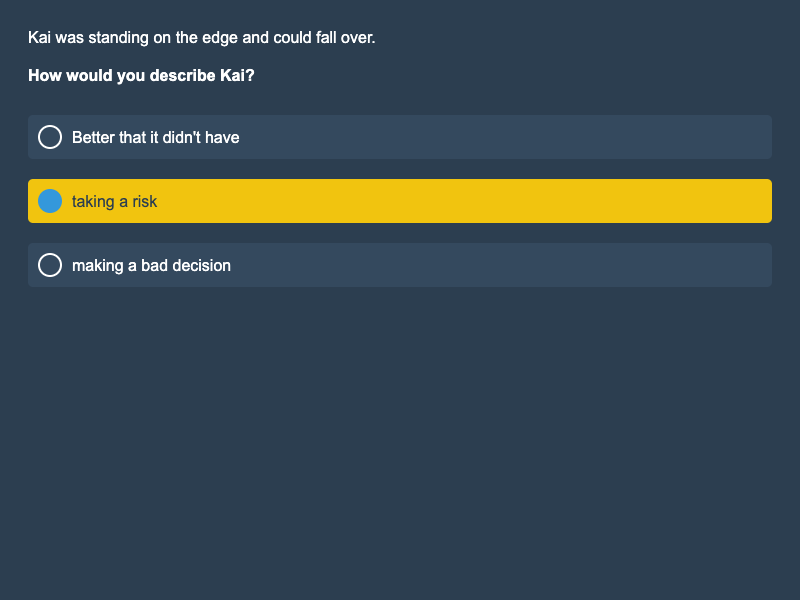 Kai was standing on the edge and could fall over.
How would you describe Kai?
Better that it didn't have
taking a risk
making a bad decision